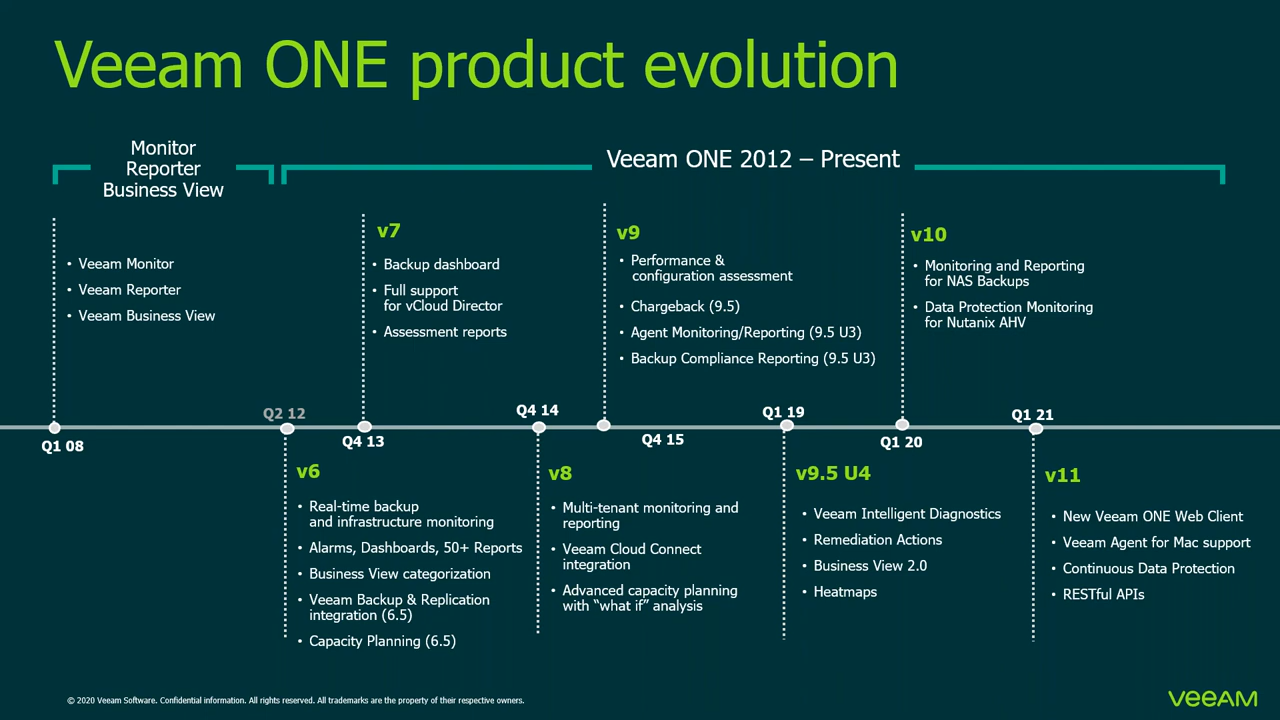 Veeam ONE product evolution
Monitor
Reporter
Business View
Veeam ONE 2012 – Present
• Veeam Monitor
• Veeam Reporter
• Veeam Business View
v7
• Backup dashboard
• Full support
for vCloud Director
• Assessment reports
v9
• Performance &
configuration assessment
• Chargeback (9.5)
• Agent Monitoring/Reporting (9.5 U3)
• Backup Compliance Reporting (9.5 U3)
v10
• Monitoring and Reporting
for NAS Backups
• Data Protection Monitoring
for Nutanix AHV
Q1 08
Q2 12
Q4 13
Q4 14
Q4 15
Q1 19
Q1 20
Q1 21
v6
• Real-time backup
and infrastructure monitoring
• Alarms, Dashboards, 50+ Reports
• Business View categorization
• Veeam Backup & Replication
integration (6.5)
• Capacity Planning (6.5)
v8
• Multi-tenant monitoring and
reporting
• Veeam Cloud Connect
integration
• Advanced capacity planning
with “what if” analysis
v9.5 U4
• Veeam Intelligent Diagnostics
• Remediation Actions
• Business View 2.0
• Heatmaps
v11
• New Veeam ONE Web Client
• Veeam Agent for Mac support
• Continuous Data Protection
• RESTful APIs
© 2020 Veeam Software. Confidential information. All rights reserved. All trademarks are the property of their respective owners.
VeeAM